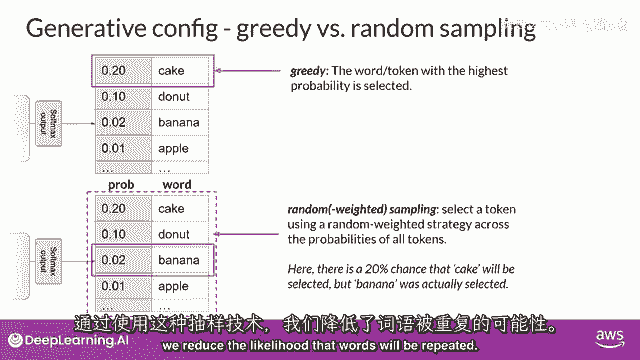 Generative config - greedy vs. random sampling
Softmax output
0.20 cake
0.10 donut
0.02 banana
0.01 apple
... ...
prob word
greedy: The word/token with the highest
probability is selected.
Softmax output
0.20 cake
0.10 donut
0.02 banana
0.01 apple
random(-weighted) sampling: select a token
using a random-weighted strategy across
the probabilities of all tokens.
Here, there is a 20% chance that 'cake' will be
selected, but 'banana' was actually selected.
通过使用这种抽样技术，我们降低了词语被重复的可能性。
we reduce the likelihood that words will be repeated.
DeepLearning.AI
aws